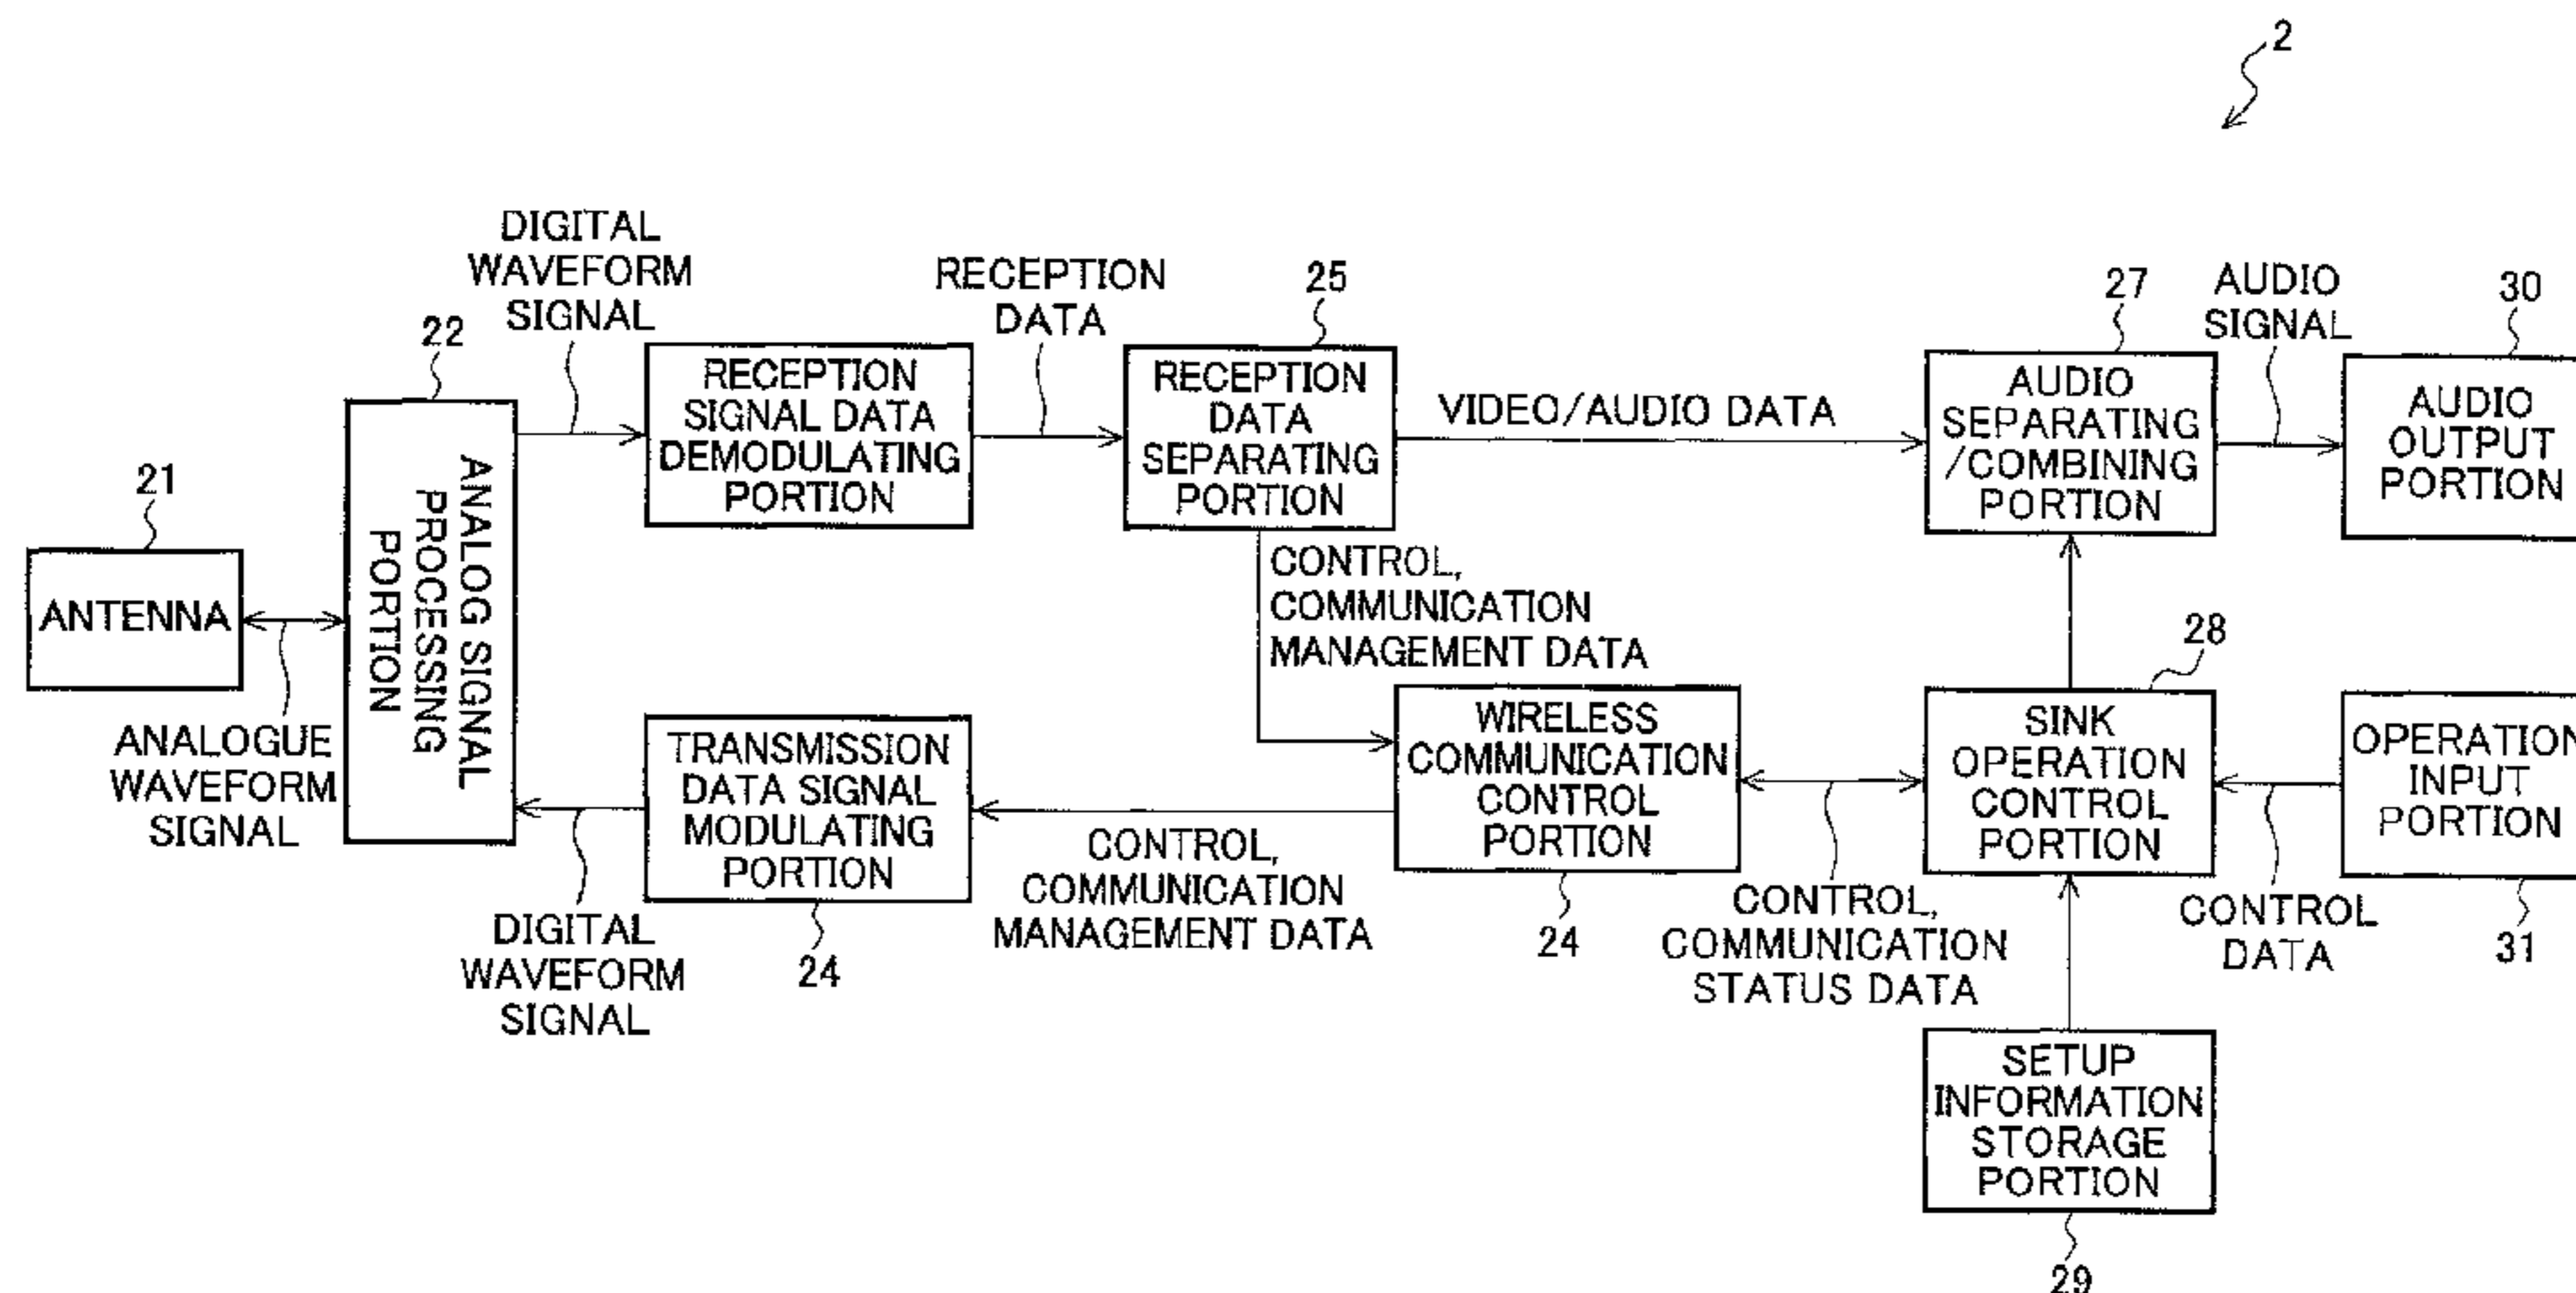 2
DIGITAL
WAVEFORM
SIGNAL
22
ANALOG SIGNAL
PROCESSING
PORTION
21
ANTENNA
ANALOGUE
WAVEFORM
SIGNAL
RECEPTION
SIGNAL DATA
DEMODULATING
PORTION
RECEPTION
DATA
25
RECEPTION
DATA
SEPARATING
PORTION
VIDEO/AUDIO DATA
27
AUDIO
SEPARATING
/COMBINING
PORTION
AUDIO
SIGNAL
30
AUDIO
OUTPUT
PORTION
CONTROL,
COMMUNICATION
MANAGEMENT DATA
TRANSMISSION
DATA SIGNAL
MODULATING
PORTION
24
DIGITAL
WAVEFORM
SIGNAL
CONTROL,
COMMUNICATION
MANAGEMENT DATA
WIRELESS
COMMUNICATION
CONTROL
PORTION
24
CONTROL,
COMMUNICATION
STATUS DATA
28
SINK
OPERATION
CONTROL
PORTION
CONTROL
DATA
OPERATION
INPUT
PORTION
31
SETUP
INFORMATION
STORAGE
PORTION
29